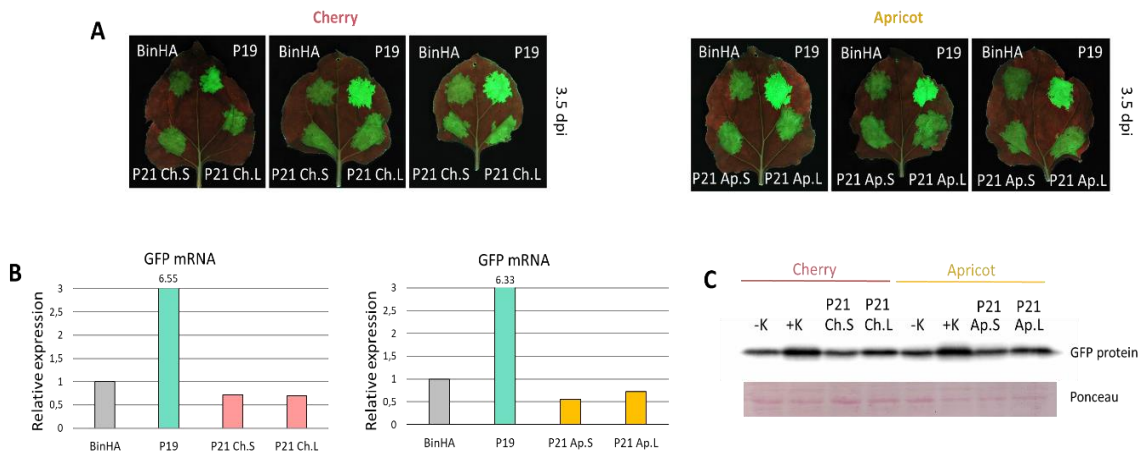 A
Cherry
BinHA P19
BinHA P19
BinHA P19
P21 Ch.S P21 Ch.L
P21 Ch.S P21 Ch.L
P21 Ch.S P21 Ch.L
3.5 dpi
Apricot
BinHA P19
BinHA P19
BinHA P19
P21 Ap.S P21 Ap.L
P21 Ap.S P21 Ap.L
P21 Ap.S P21 Ap.L
3.5 dpi
B
GFP mRNA
6.55
Relative expression
3
2,5
2
1,5
1
0,5
0
BinHA P19 P21 Ch.S P21 Ch.L
GFP mRNA
6.33
Relative expression
3
2,5
2
1,5
1
0,5
0
BinHA P19 P21 Ap.S P21 Ap.L
C
Cherry Apricot
P21 P21 P21 P21
-K +K Ch.S Ch.L -K +K Ap.S Ap.L
GFP protein
Ponceau